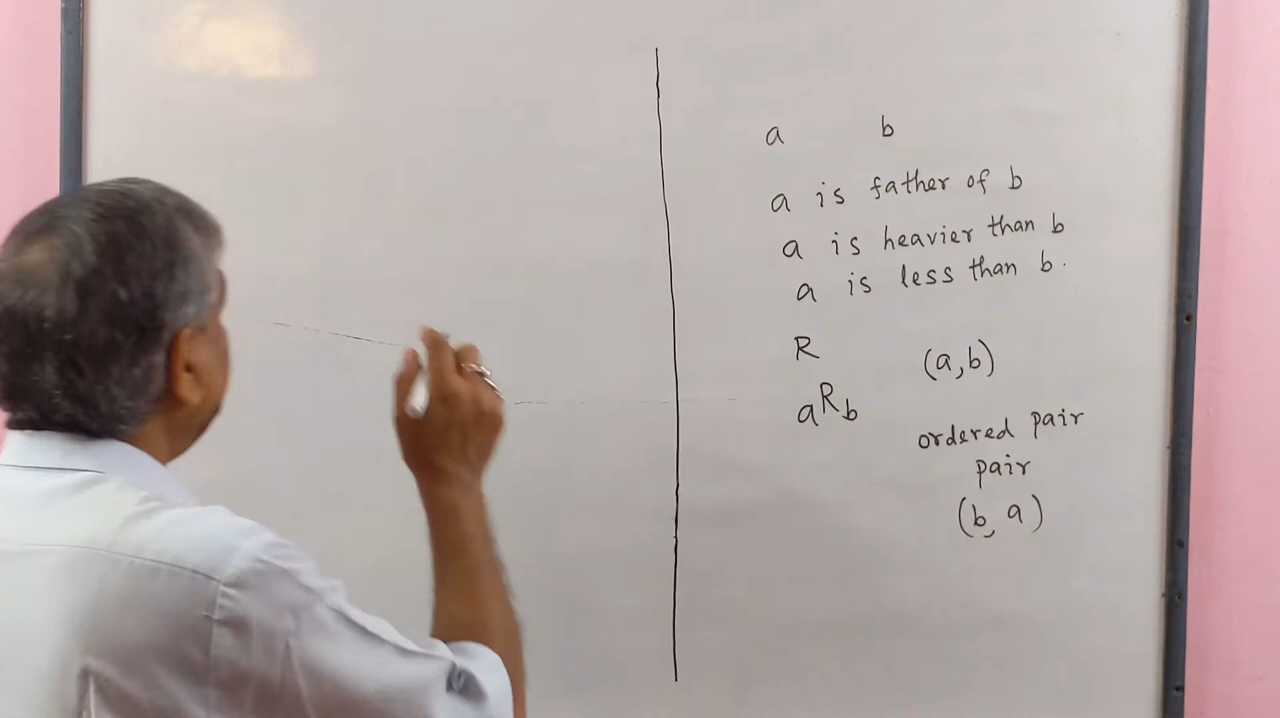 a b
a is father of b
a is heavier than b
a is less than b.
R (a,b)
aRb
ordered pair
pair
(b, a)